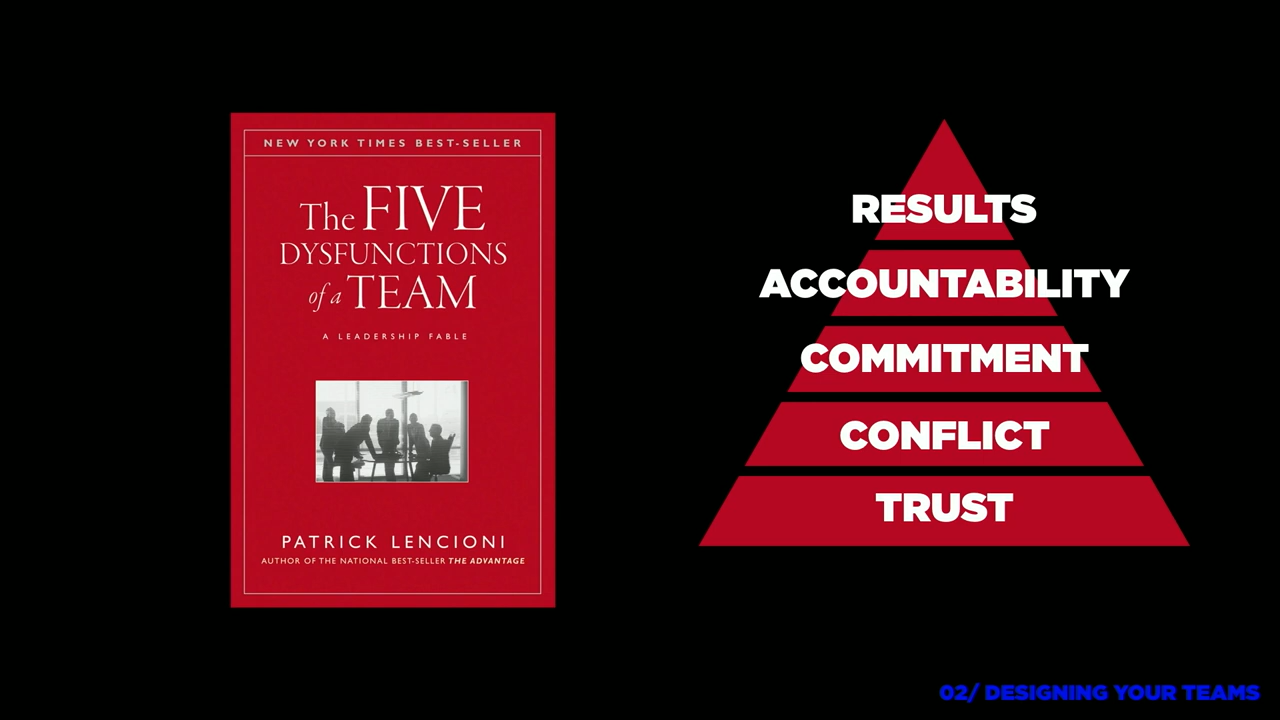 NEW YORK TIMES BEST-SELLER
The FIVE
DYSFUNCTIONS
of a TEAM
A LEADERSHIP FABLE
PATRICK LENCIONI
AUTHOR OF THE NATIONAL BEST-SELLER THE ADVANTAGE
RESULTS
ACCOUNTABILITY
COMMITMENT
CONFLICT
TRUST
02/ DESIGNING YOUR TEAMS